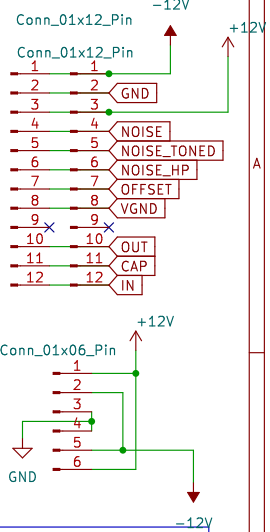 -12V
Conn_01x12_Pin
+12V
Conn_01x12_Pin
1 1
2 2 GND
3 3
4 4 NOISE
5 5 NOISE_TONED
6 6 NOISE_HP
7 7 OFFSET
8 8 VGND
9 9
10 10 OUT
11 11 CAP
12 12 IN
A
+12V
Conn_01x06_Pin
1
2
3
4
5
6
GND
-12V